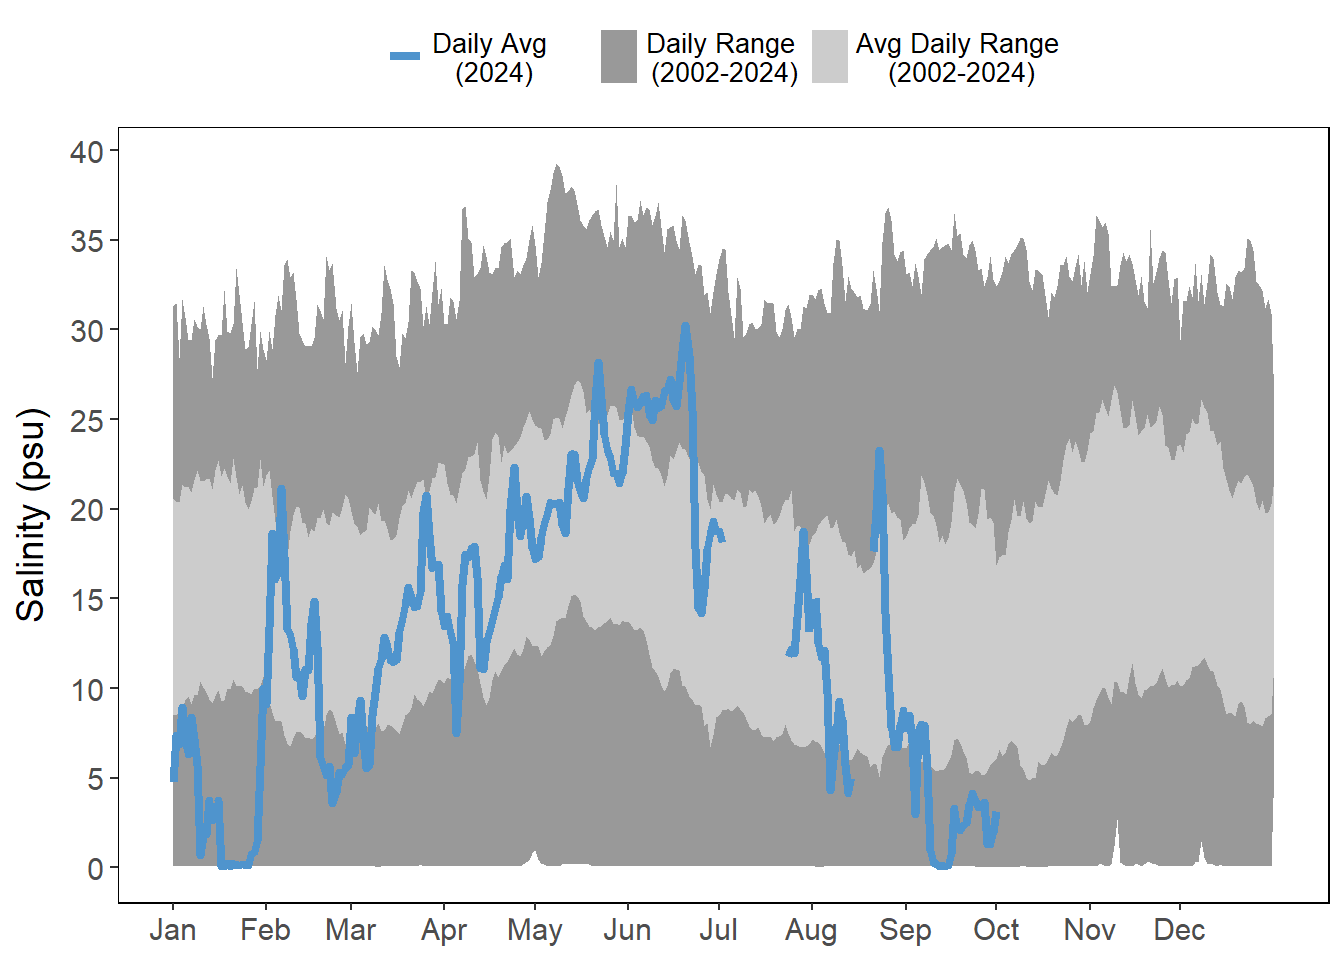 Daily Avg
(2024)
Daily Range
(2002-2024)
Avg Daily Range
(2002-2024)
Salinity (psu)
40
35
30
25
20
15
10
5
0
Jan Feb Mar Apr May Jun Jul Aug Sep Oct Nov Dec